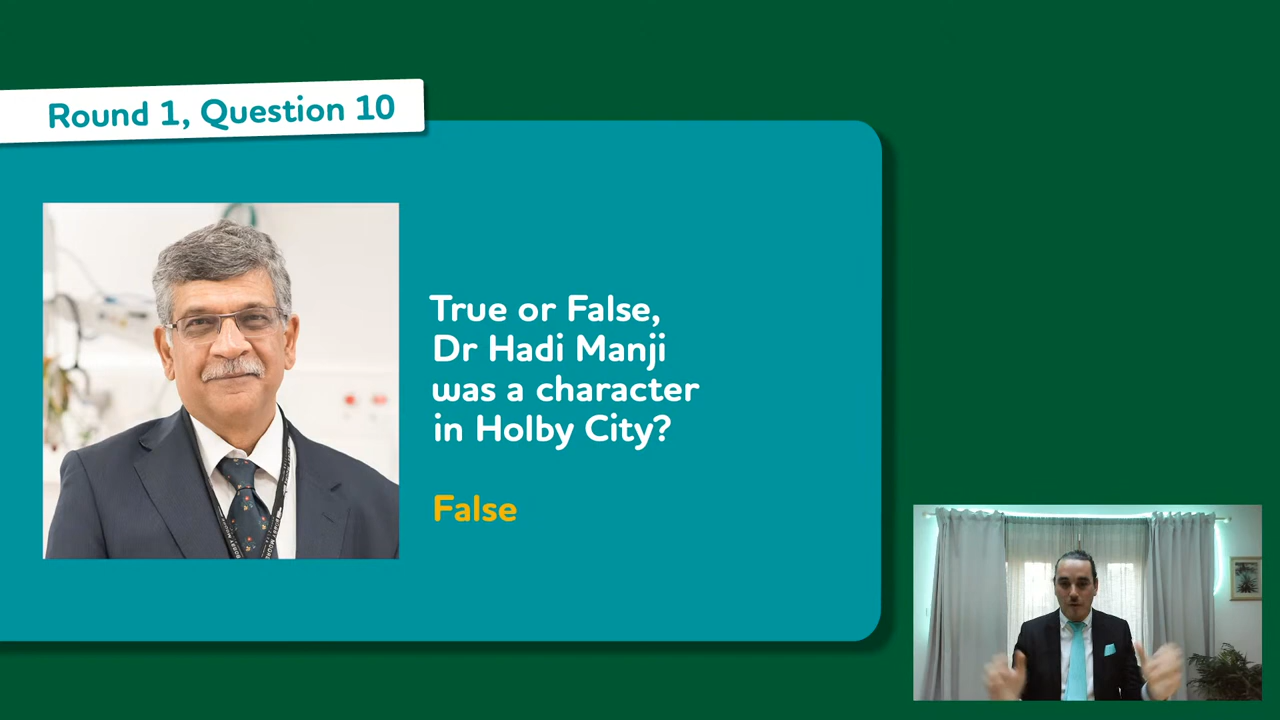 Round 1, Question 10
True or False,
Dr Hadi Manji
was a character
in Holby City?
False